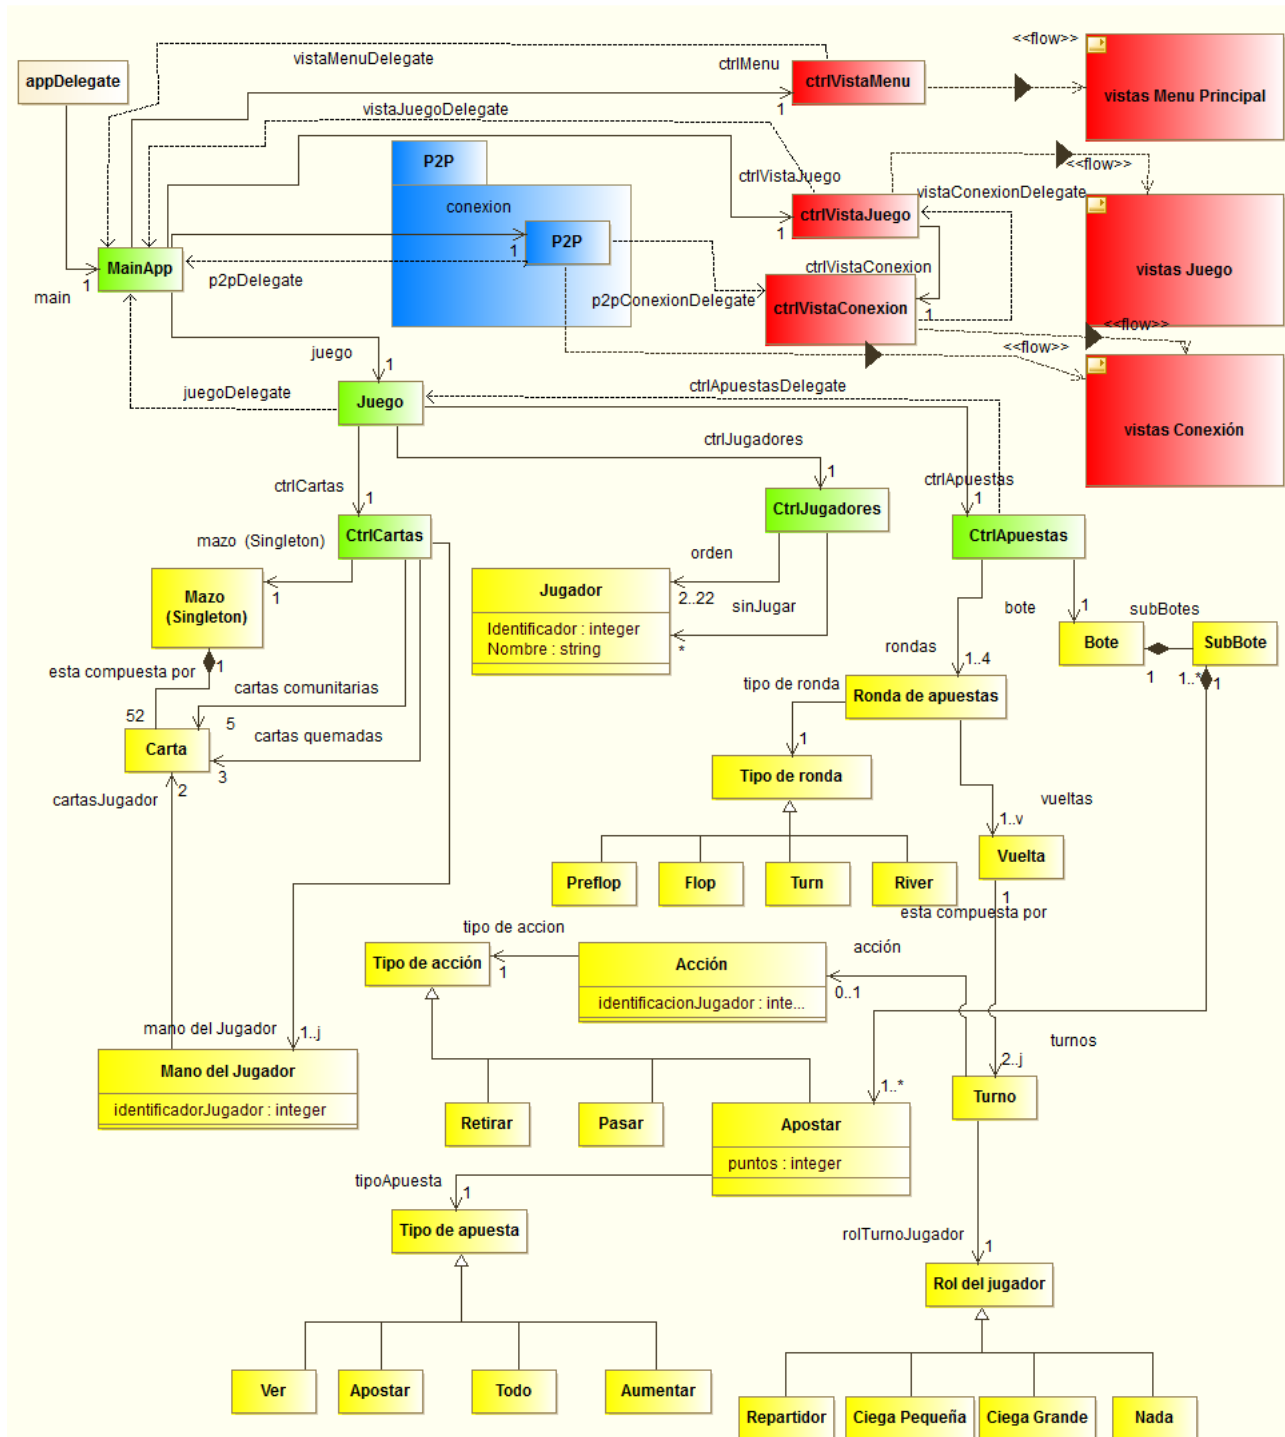 <<flow>>
vistaMenuDelegate
ctrlMenu
appDelegate
ctrlVistaMenu
vistas Menu Principal
1
vistaJuegoDelegate
P2P
ctrlVistaJuego
<<flow>>
vistaConexionDelegate
conexion
ctrlVistaJuego
1
P2P
1
MainApp
1
main
p2pDelegate
ctrlVistaConexion
vistas Juego
p2pConexionDelegate
ctrlVistaConexion
1
<<flow>>
<<flow>>
juego
1
juegoDelegate
ctrlApuestasDelegate
Juego
vistas Conexión
ctrlJugadores
ctrlCartas
1
1
ctrlApuestas
1
CtrlJugadores
CtrlCartas
CtrlApuestas
mazo (Singleton)
orden
Mazo
(Singleton)
1
Jugador
2..22
sinJugar
bote
1
subBotes
Identificador : integer
Nombre : string
*
rondas
Bote
SubBote
1
esta compuesta por
1..4
1
1..*
1
cartas comunitarias
tipo de ronda
Ronda de apuestas
52
5
cartas quemadas
1
Carta
3
Tipo de ronda
2
cartasJugador
vueltas
1..v
Vuelta
Preflop
Flop
Turn
River
1
esta compuesta por
tipo de accion
acción
Tipo de acción
1
Acción
0..1
identificacionJugador : inte...
mano del Jugador
1..j
turnos
Mano del Jugador
2..j
identificadorJugador : integer
1..*
Turno
Retirar
Pasar
Apostar
puntos : integer
tipoApuesta
1
Tipo de apuesta
rolTurnoJugador
1
Rol del jugador
Ver
Apostar
Todo
Aumentar
Repartidor
Ciega Pequeña
Ciega Grande
Nada